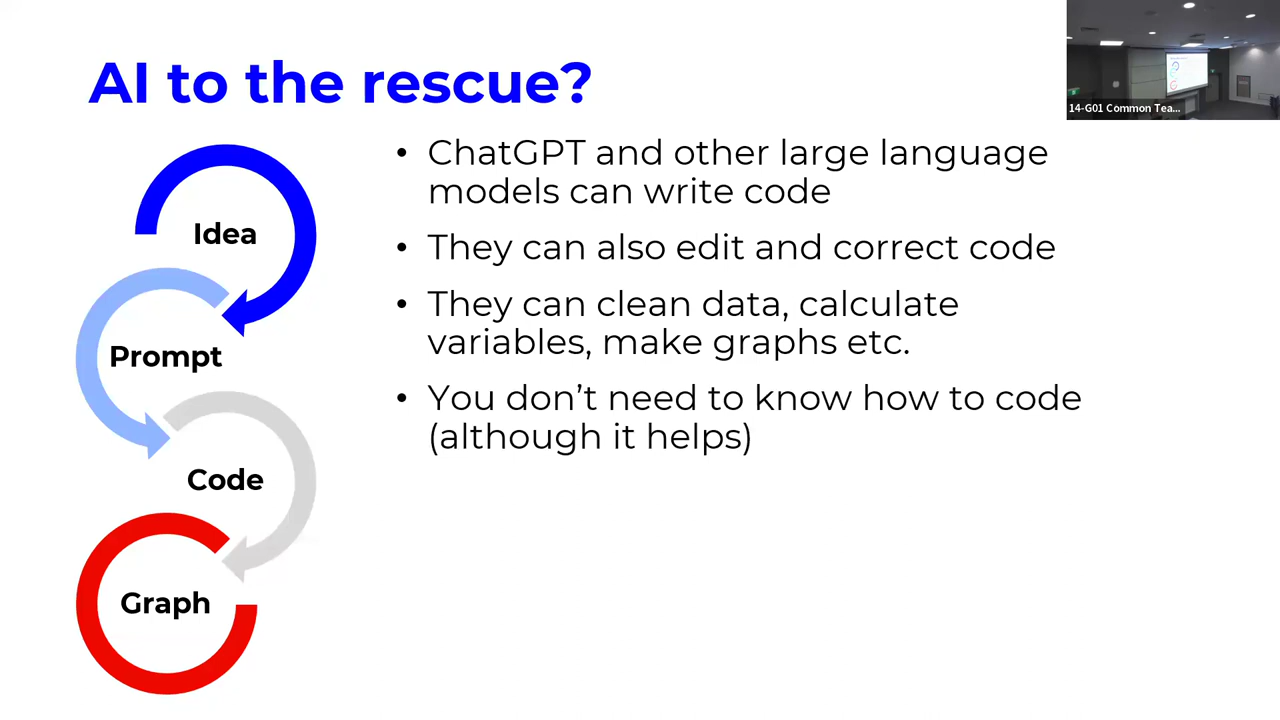 AI to the rescue?
14-G01 Common Tea...
Idea
Prompt
Code
Graph
• ChatGPT and other large language
models can write code
• They can also edit and correct code
• They can clean data, calculate
variables, make graphs etc.
• You don’t need to know how to code
(although it helps)